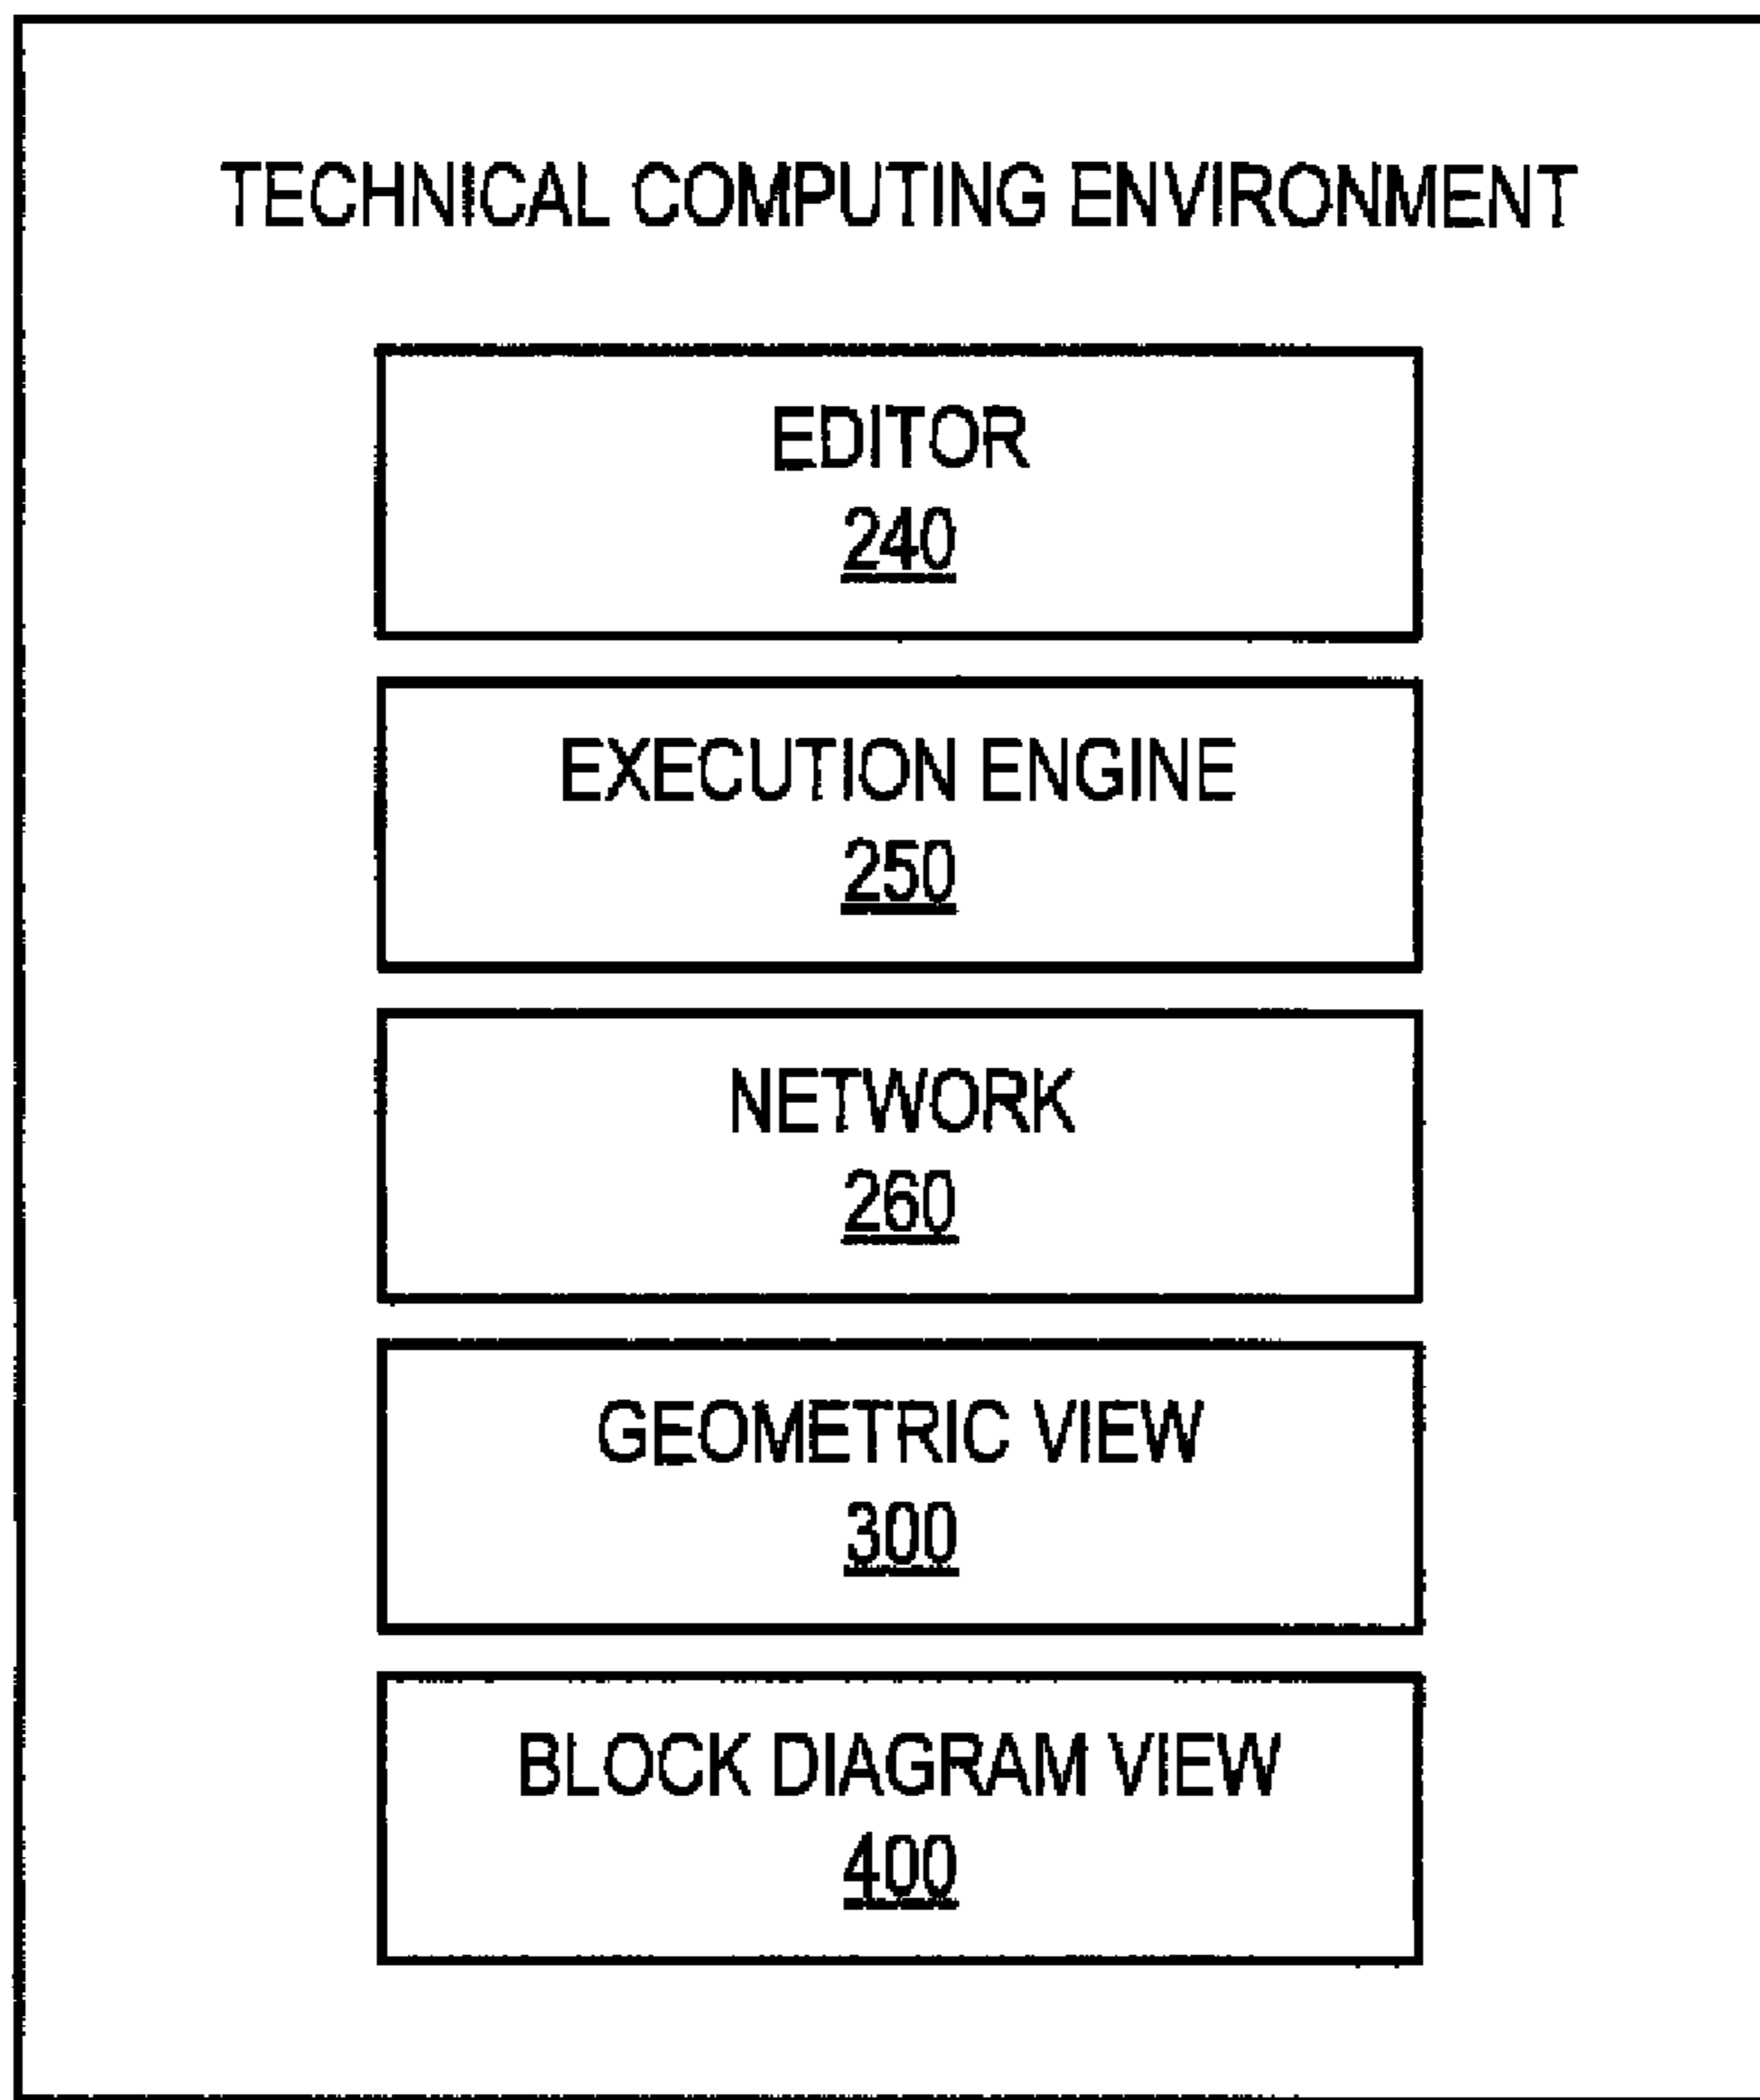 TECHNICAL COMPUTING ENVIRONMENT
EDITOR
240
EXECUTION ENGINE
250
NETWORK
260
GEOMETRIC VIEW
300
BLOCK DIAGRAM VIEW
400